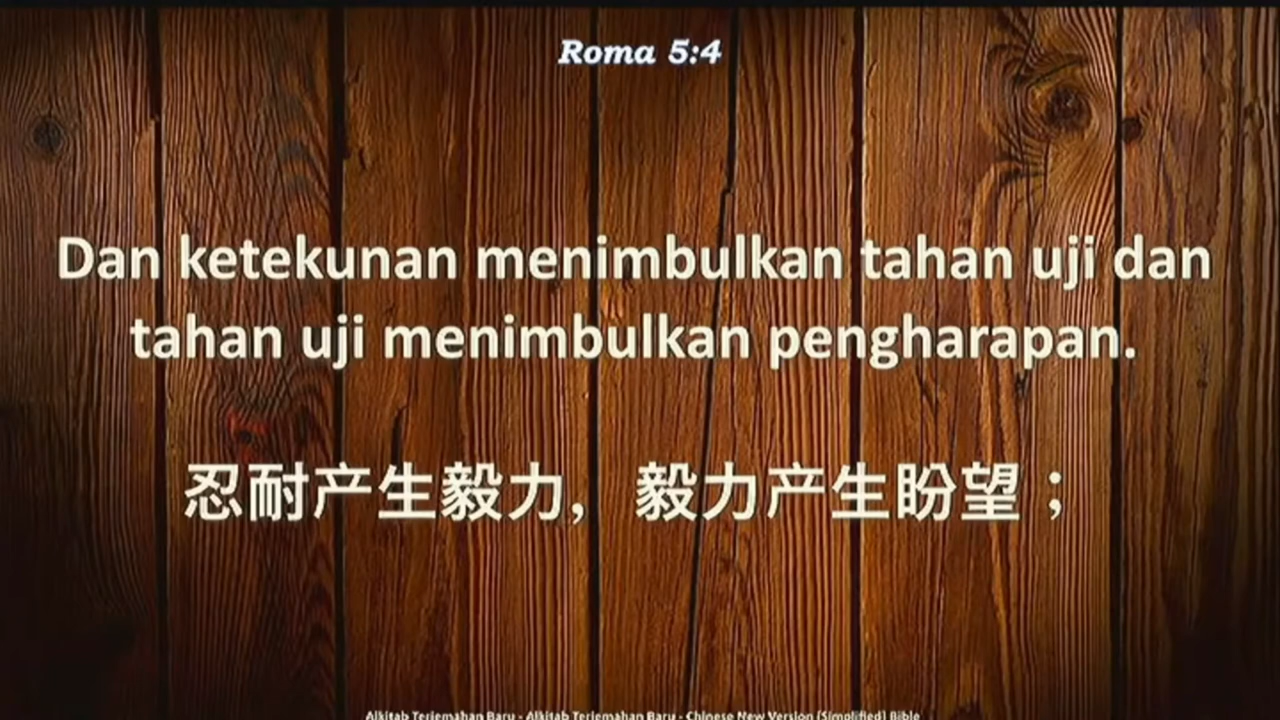 Roma 5:4
Dan ketekunan menimbulkan tahan uji dan
tahan uji menimbulkan pengharapan.
忍耐产生毅力, 毅力产生盼望；
Alkitab Terjemahan Baru - Alkitab Terjemahan Baru - Chinese New Version (Simplified) Bible